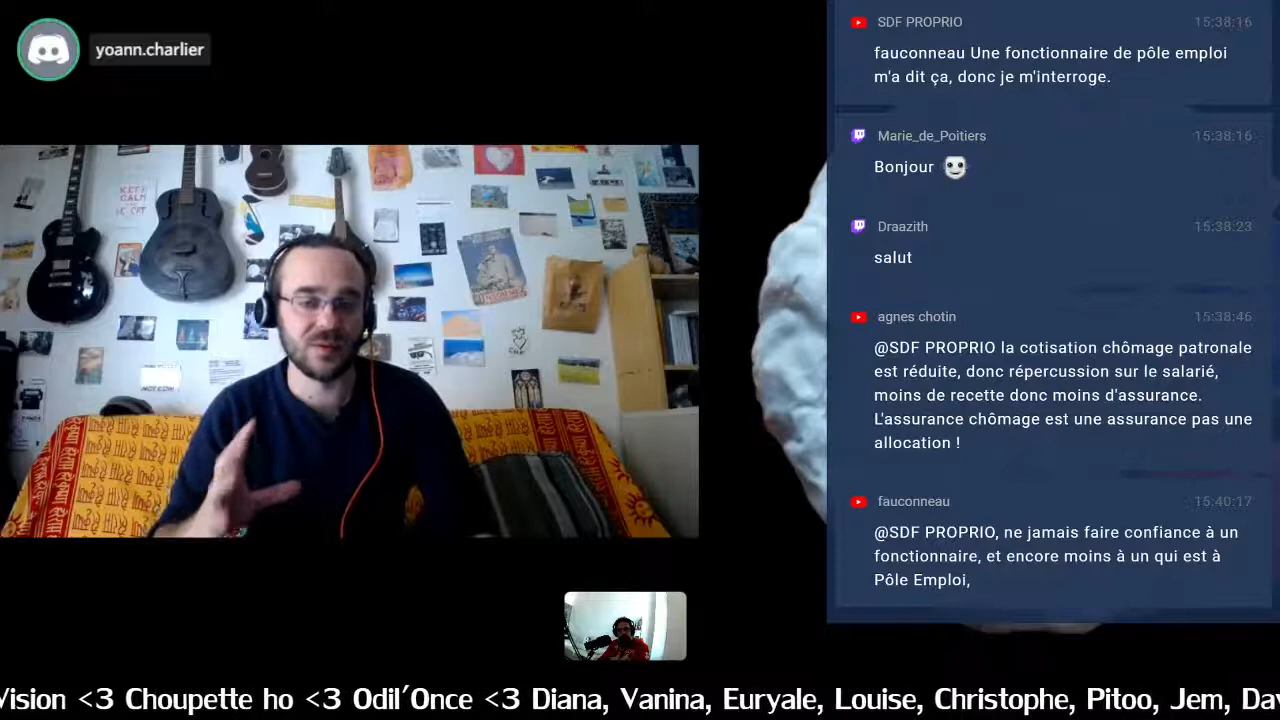 yoann.charlier
SDF PROPRIO 15:38:16
fauconneau Une fonctionnaire de pôle emploi
m'a dit ça, donc je m'interroge.
Marie_de_Poitiers 15:38:16
Bonjour
Draazith 15:38:23
salut
agnes chotin 15:38:46
@SDF PROPRIO la cotisation chômage patronale
est réduite, donc répercussion sur le salarié,
moins de recette donc moins d'assurance.
L'assurance chômage est une assurance pas une
allocation !
fauconneau 15:40:17
@SDF PROPRIO, ne jamais faire confiance à un
fonctionnaire, et encore moins à un qui est à
Pôle Emploi,
Vision <3 Choupette ho <3 Odil'Once <3 Diana, Vanina, Euryale, Louise, Christophe, Pitoo, Jem, Da